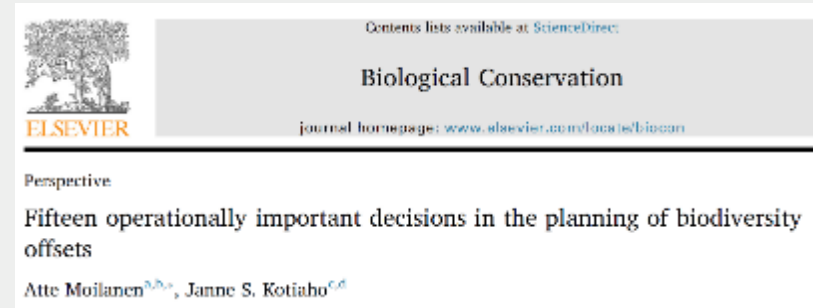 Contents lists available at ScienceDirect
Biological Conservation
ELSEVIER
journal homepage: www.elsevier.com/locate/biocon
Perspective
Fifteen operationally important decisions in the planning of biodiversity
offsets
Atte Moilanen a,b,*, Janne S. Kotiaho c,d